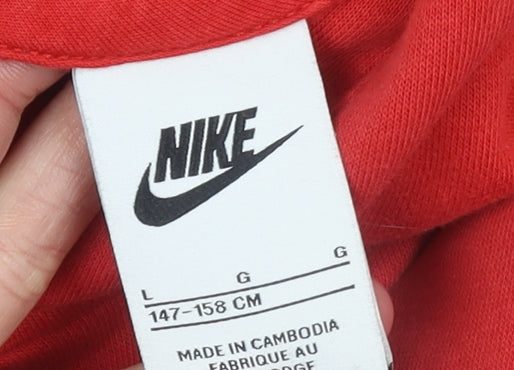 NIKE
L G G
147-158 CM
MADE IN CAMBODIA
FABRIQUE AU